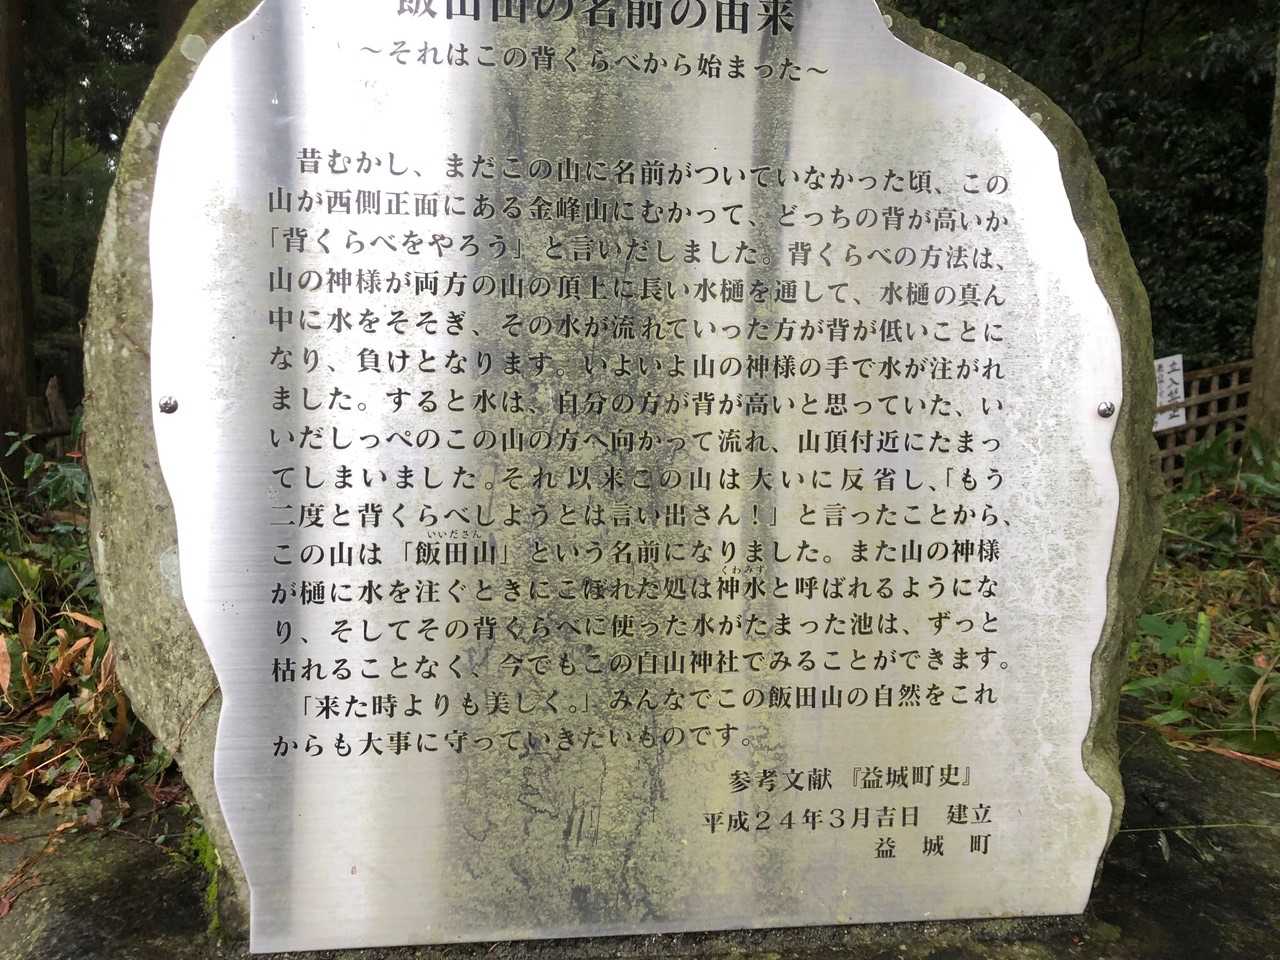 飯田山の名前の由来
～それはこの背くらべから始まった～
昔むかし、まだこの山に名前がついていなかった頃、この
山が西側正面にある金峰山にむかって、どっちの背が高いか
「背くらべをやろう」と言いだしました。背くらべの方法は、
山の神様が両方の山の頂上に長い水樋を通して、水樋の真ん
中に水をそそぎ、その水が流れていった方が背が低いことに
なり、負けとなります。いよいよ山の神様の手で水が注がれ
ました。すると水は、自分の方が背が高いと思っていた、い
いだしっぺのこの山の方へ向かって流れ、山頂付近にたまっ
てしまいました。それ以来この山は大いに反省し、「もう
二度と背くらべしようとは言い出さん！」と言ったことから、
いいださん
この山は「飯田山」という名前になりました。また山の神様
くわみず
が樋に水を注ぐときにこぼれた処は神水と呼ばれるようにな
り、そしてその背くらべに使った水がたまった池は、ずっと
枯れることなく、今でもこの白山神社でみることができます。
「来た時よりも美しく。」みんなでこの飯田山の自然をこれ
からも大事に守っていきたいものです。
参考文献『益城町史』
平成２４年３月吉日 建立
益 城 町
立入禁止